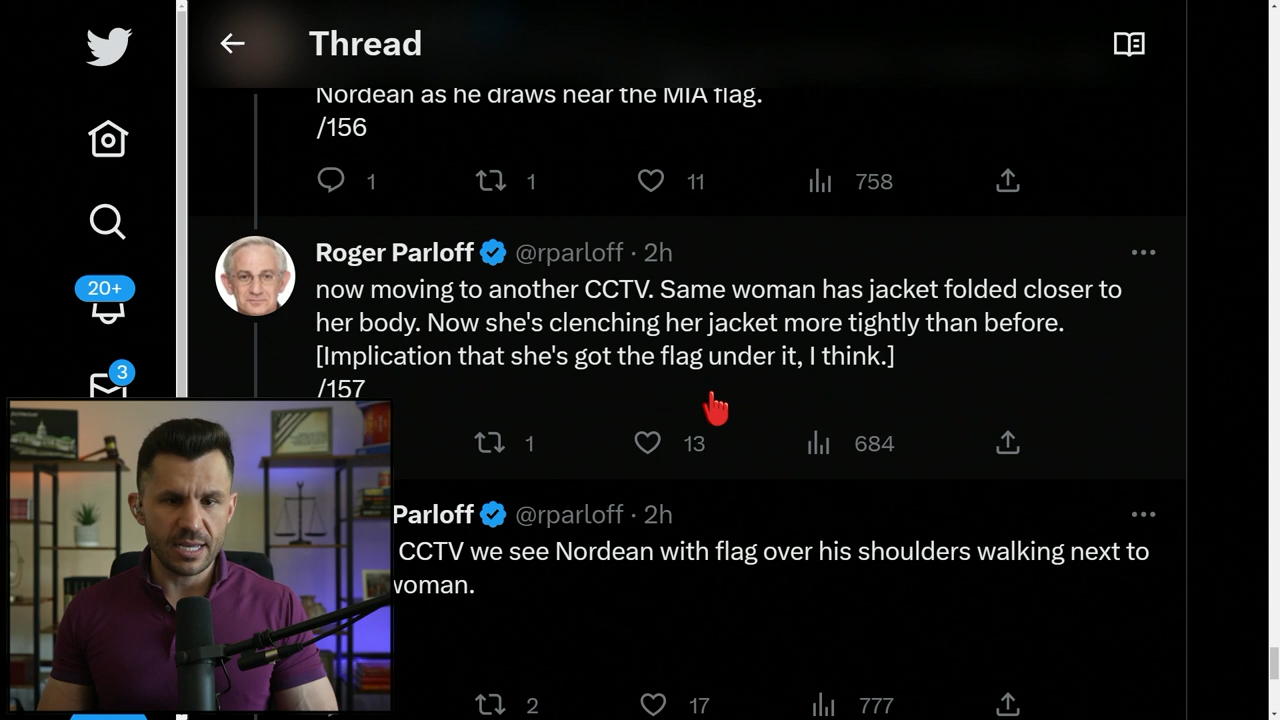 Thread
Nordean as he draws near the MIA flag.
/156
1 1 11 758
Roger Parloff @rparloff · 2h
now moving to another CCTV. Same woman has jacket folded closer to
her body. Now she's clenching her jacket more tightly than before.
[Implication that she's got the flag under it, I think.]
/157
1 13 684
Parloff @rparloff · 2h
CCTV we see Nordean with flag over his shoulders walking next to
woman.
2 17 777
20+
3